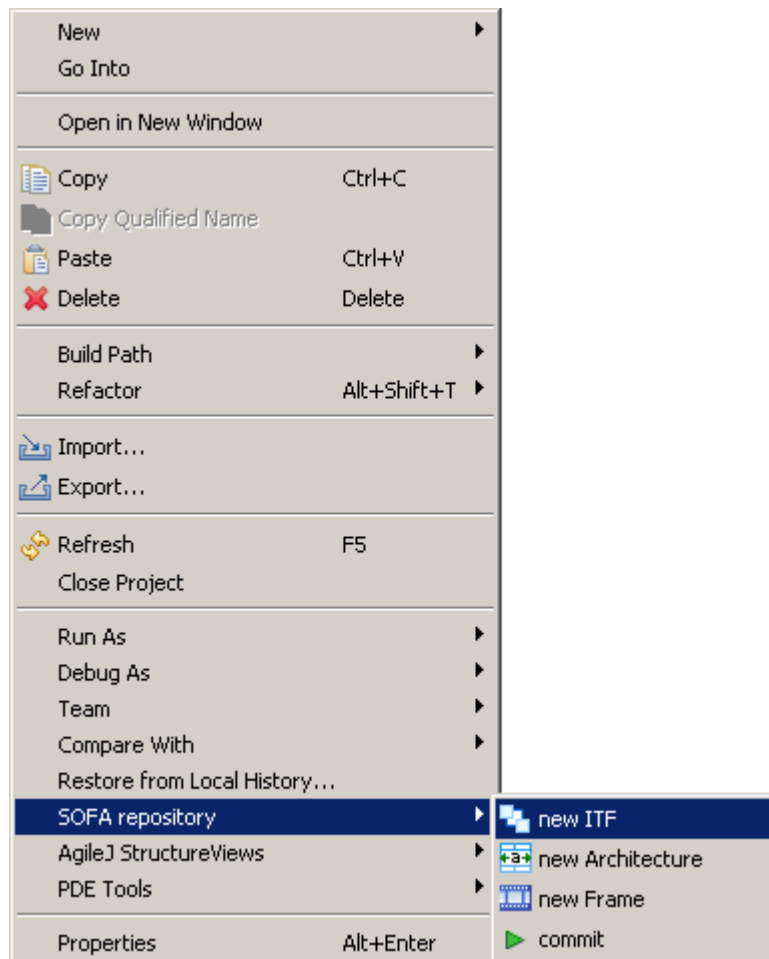 New
Go Into
Open in New Window
Copy Ctrl+C
Copy Qualified Name
Paste Ctrl+V
Delete Delete
Build Path
Refactor Alt+Shift+T
Import...
Export...
Refresh F5
Close Project
Run As
Debug As
Team
Compare With
Restore from Local History...
SOFA repository new ITF
AgileJ StructureViews new Architecture
PDE Tools new Frame
Properties Alt+Enter commit